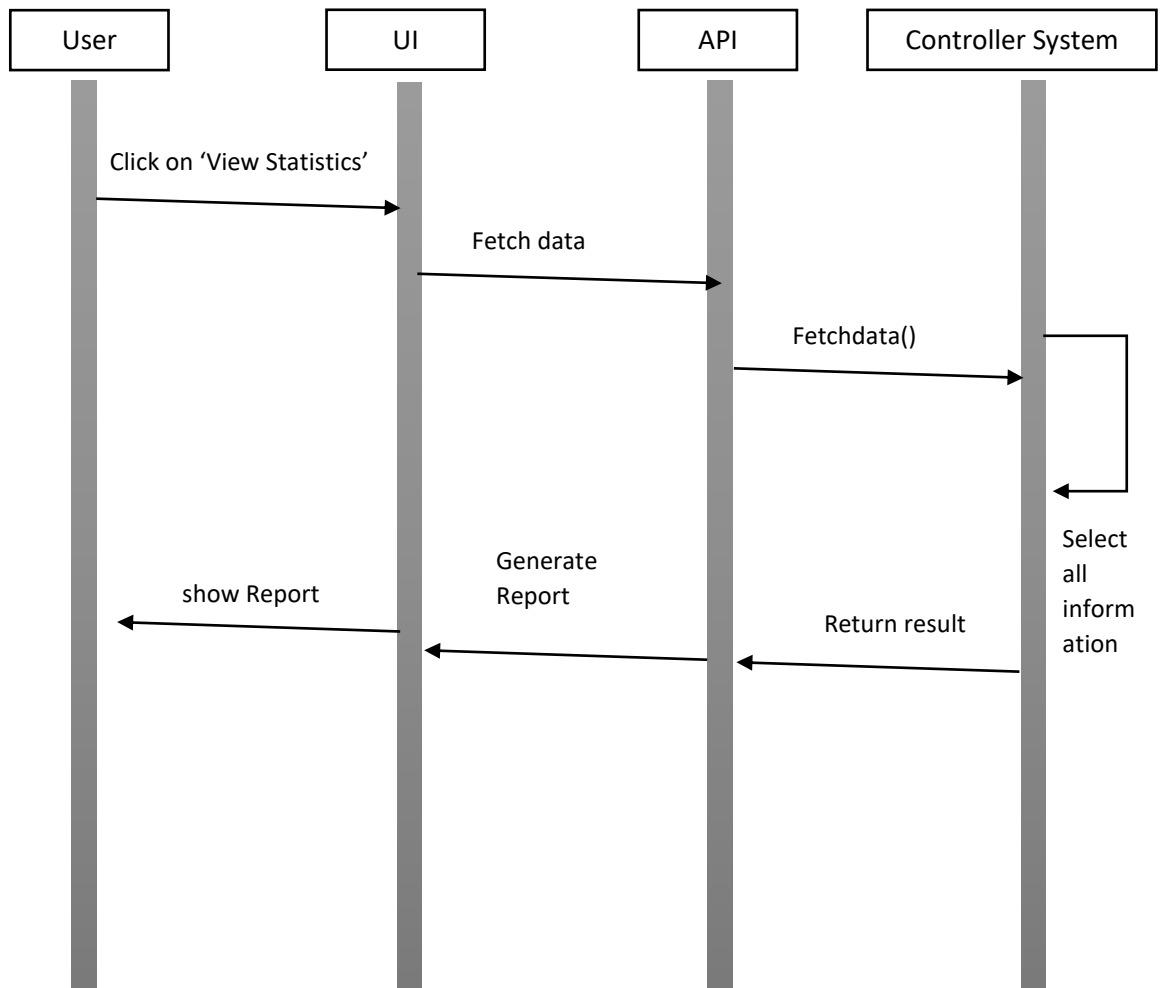 User
UI
API
Controller System
Click on ‘View Statistics’
Fetch data
Fetchdata()
Select
all
inform
ation
Generate
Report
show Report
Return result